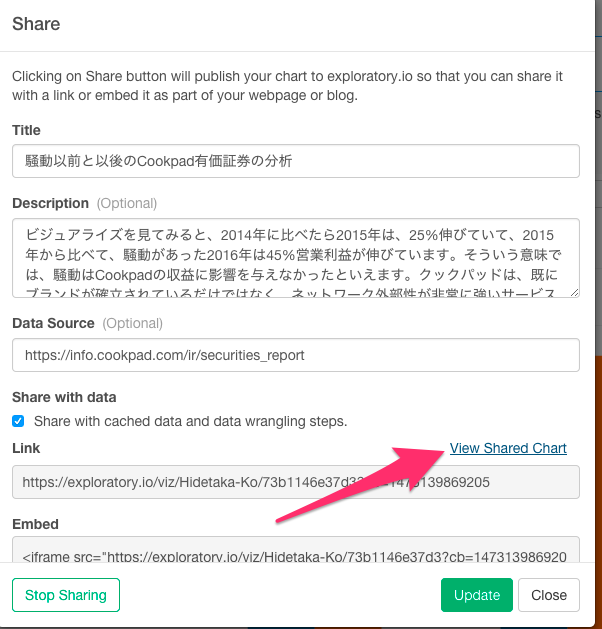 Share
Clicking on Share button will publish your chart to exploratory.io so that you can share it
with a link or embed it as part of your webpage or blog.
Title
騒動以前と以後のCookpad有価証券の分析
Description (Optional)
ビジュアライズを見てみると、2014年に比べたら2015年は、25%伸びていて、2015
年から比べて、騒動があった2016年は45%営業利益が伸びています。そういう意味で
は、騒動はCookpadの収益に影響を与えなかったといえます。クックパッドは、既に
ブランドが確立されているだけではなく、ネットワーク外部性が非常に強いサービス
Data Source (Optional)
https://info.cookpad.com/ir/securities_report
Share with data
Share with cached data and data wrangling steps.
Link
View Shared Chart
https://exploratory.io/viz/Hidetaka-Ko/73b1146e37d3?cb=1473139869205
Embed
<iframe src="https://exploratory.io/viz/Hidetaka-Ko/73b1146e37d3?cb=147313986920
Stop Sharing
Update
Close